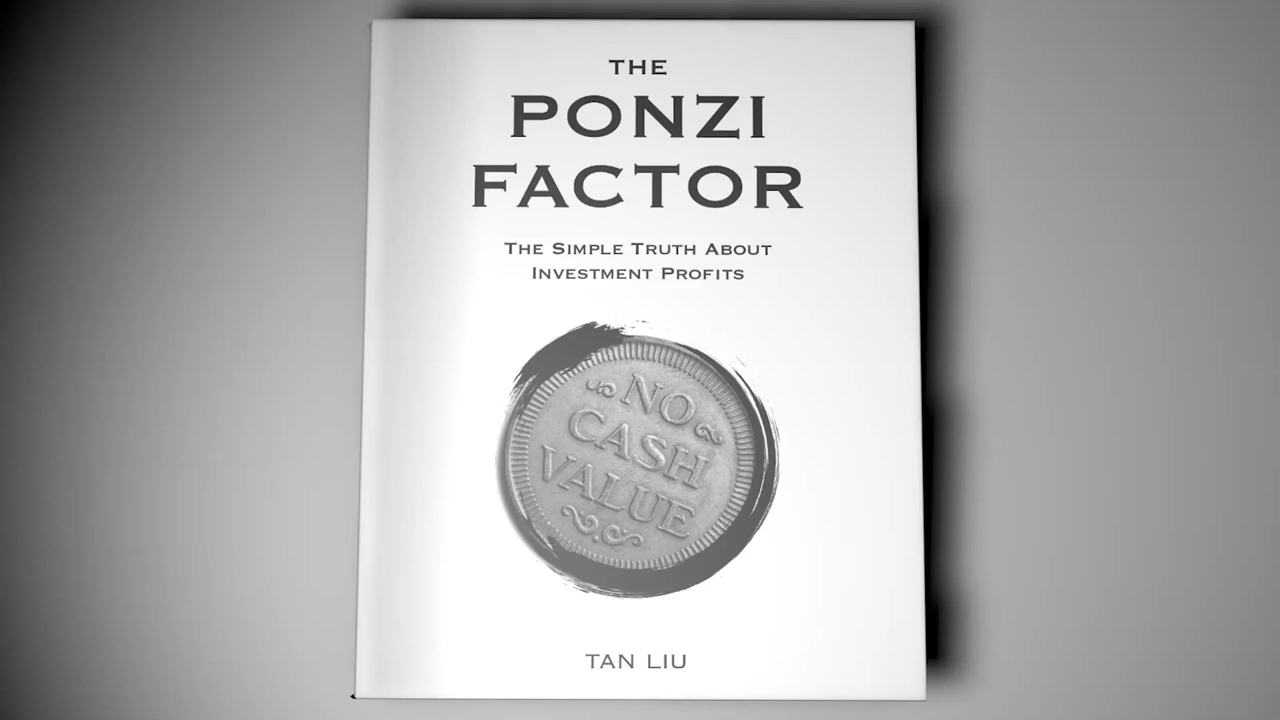 THE
PONZI
FACTOR
THE SIMPLE TRUTH ABOUT
INVESTMENT PROFITS
NO
CASH
VALUE
TAN LIU